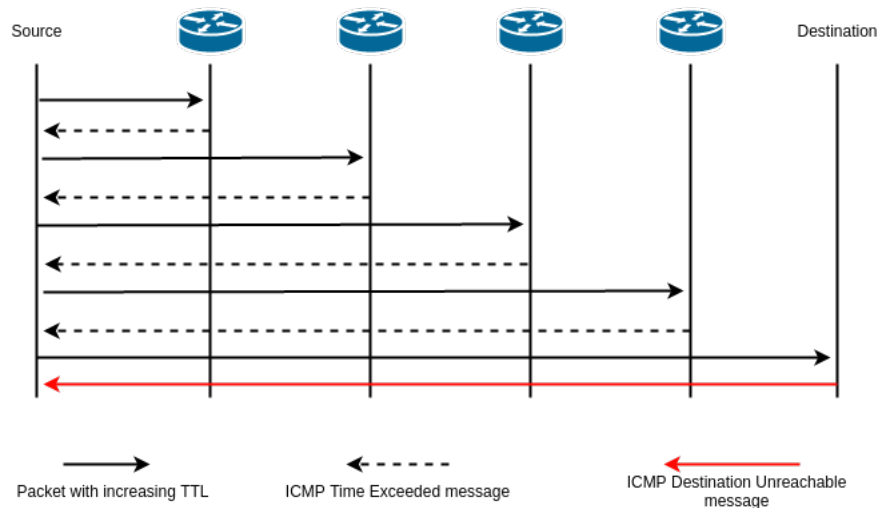 Source
Destination
Packet with increasing TTL
ICMP Time Exceeded message
ICMP Destination Unreachable
message